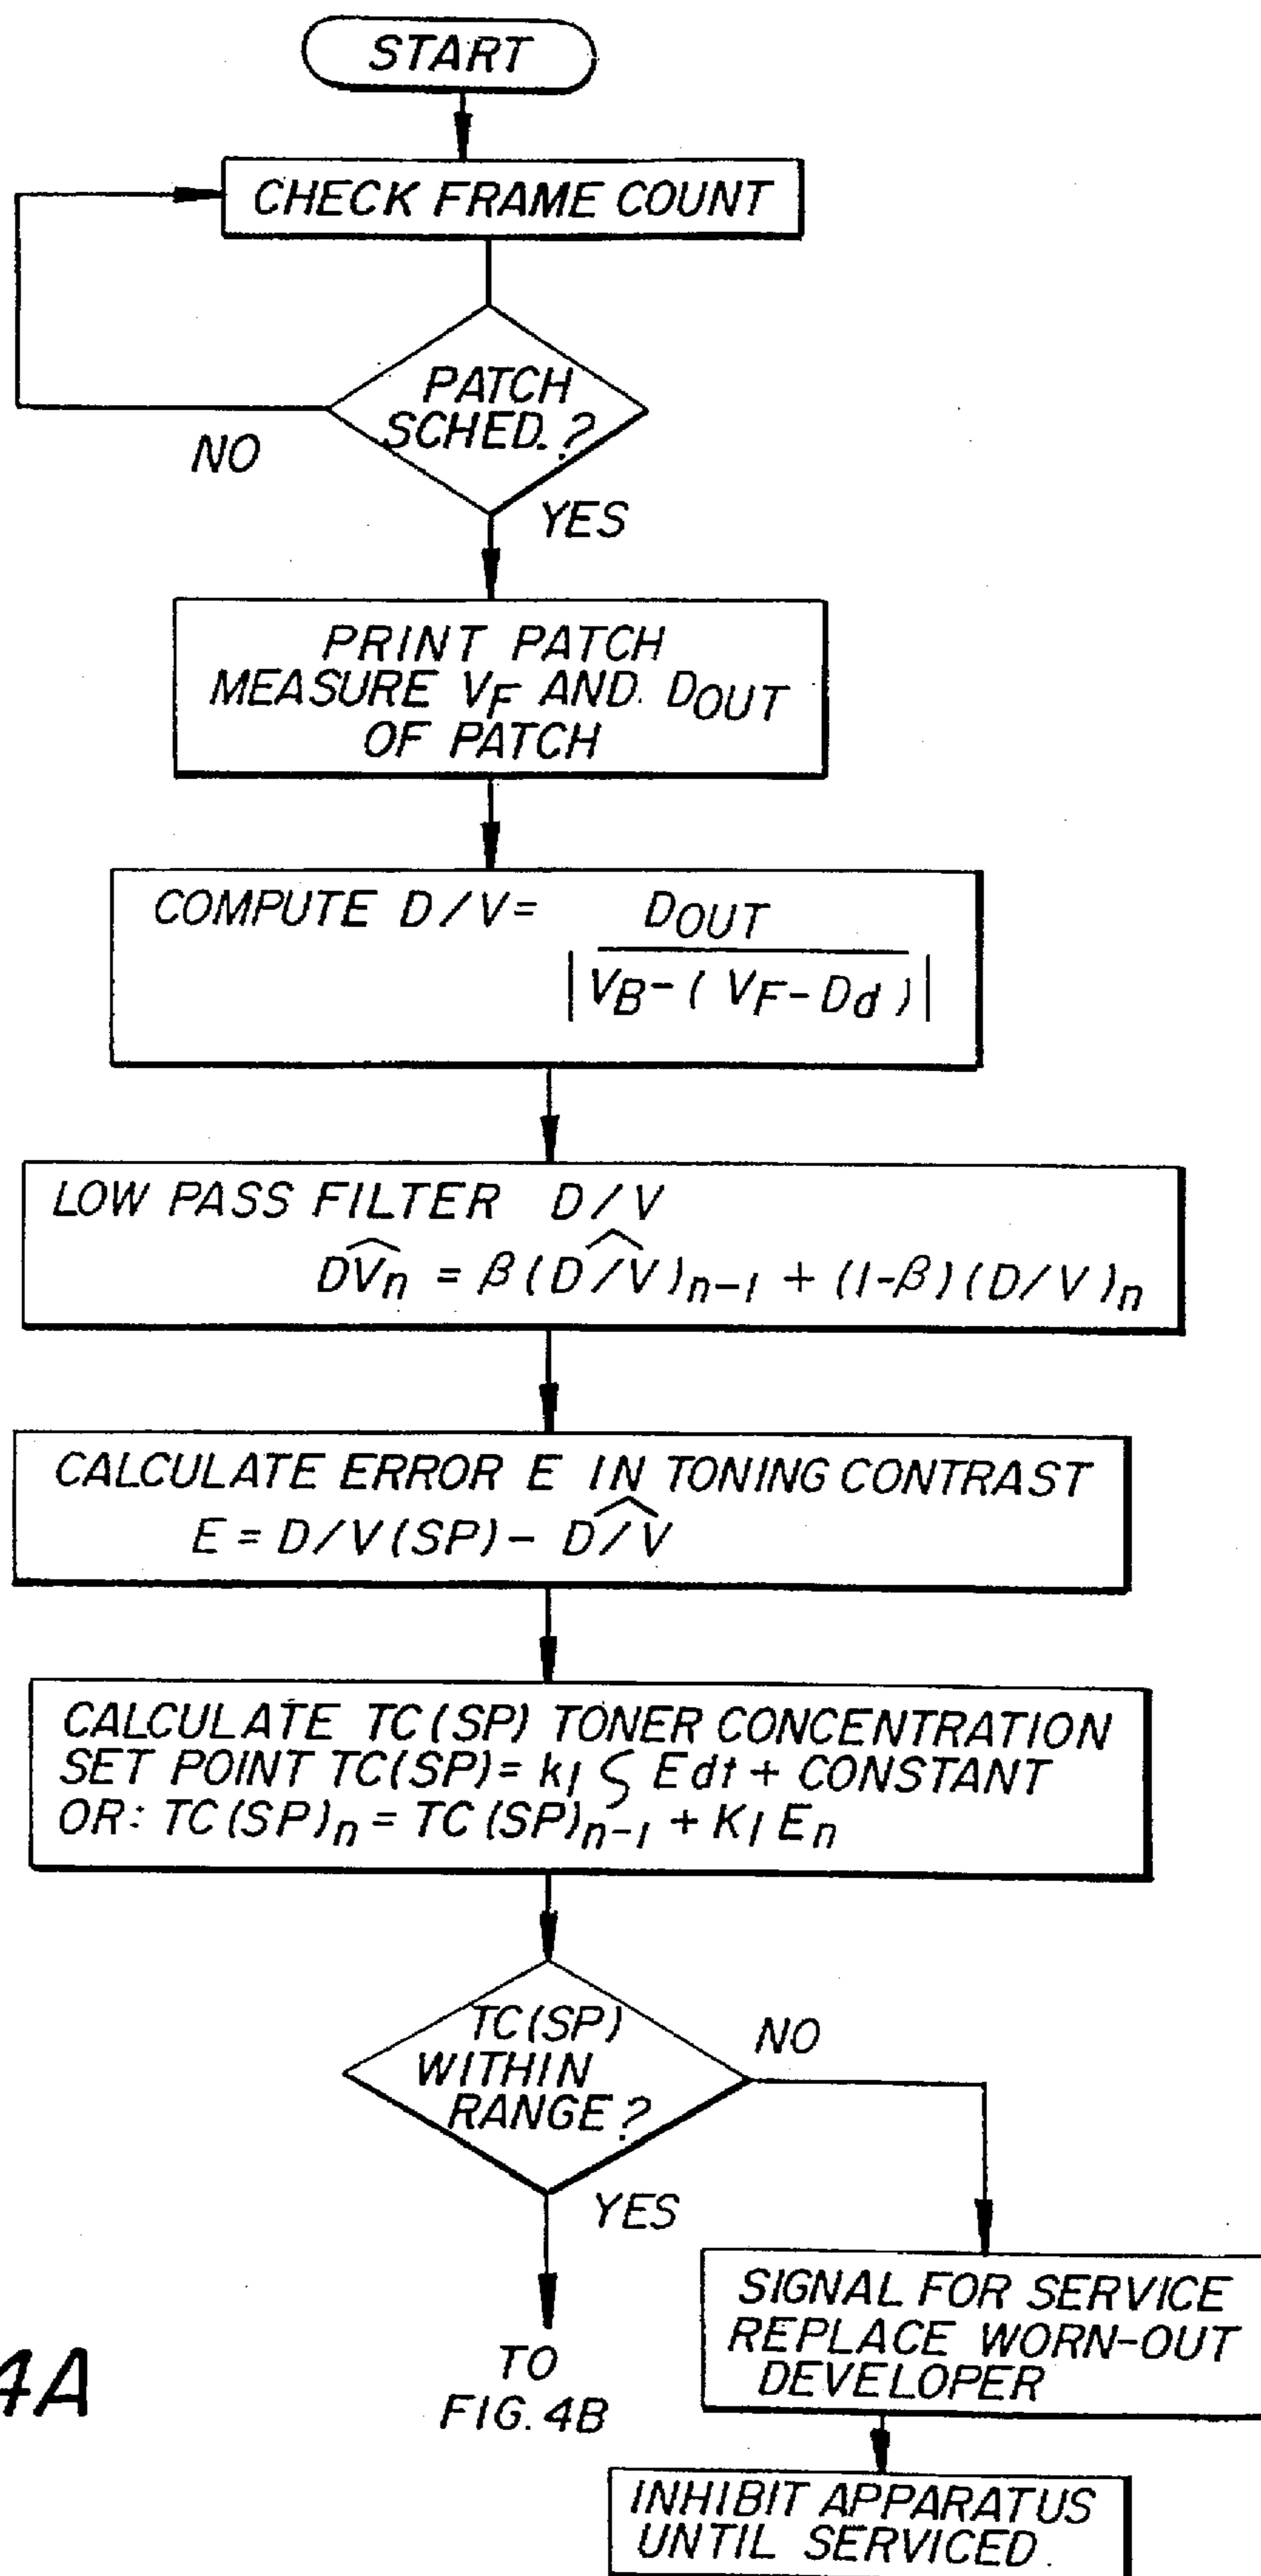 START
CHECK FRAME COUNT
PATCH
SCHED. ?
NO
YES
PRINT PATCH
MEASURE VF AND. DOUT
OF PATCH
COMPUTE D/V= DOUT
|VB-(VF-Dd)|
LOW PASS FILTER D/V
DV̂n = β(D/̂V)n-1 + (1-β)(D/V)n
CALCULATE ERROR E IN TONING CONTRAST
E = D/V(SP) - D/̂V
CALCULATE TC(SP) TONER CONCENTRATION
SET POINT TC(SP)= kI ∫ Edt + CONSTANT
OR: TC(SP)n = TC(SP)n-1 + KI En
TC(SP)
WITHIN
RANGE?
NO
YES
TO
FIG. 4B
SIGNAL FOR SERVICE
REPLACE WORN-OUT
DEVELOPER
INHIBIT APPARATUS
UNTIL SERVICED.
4A